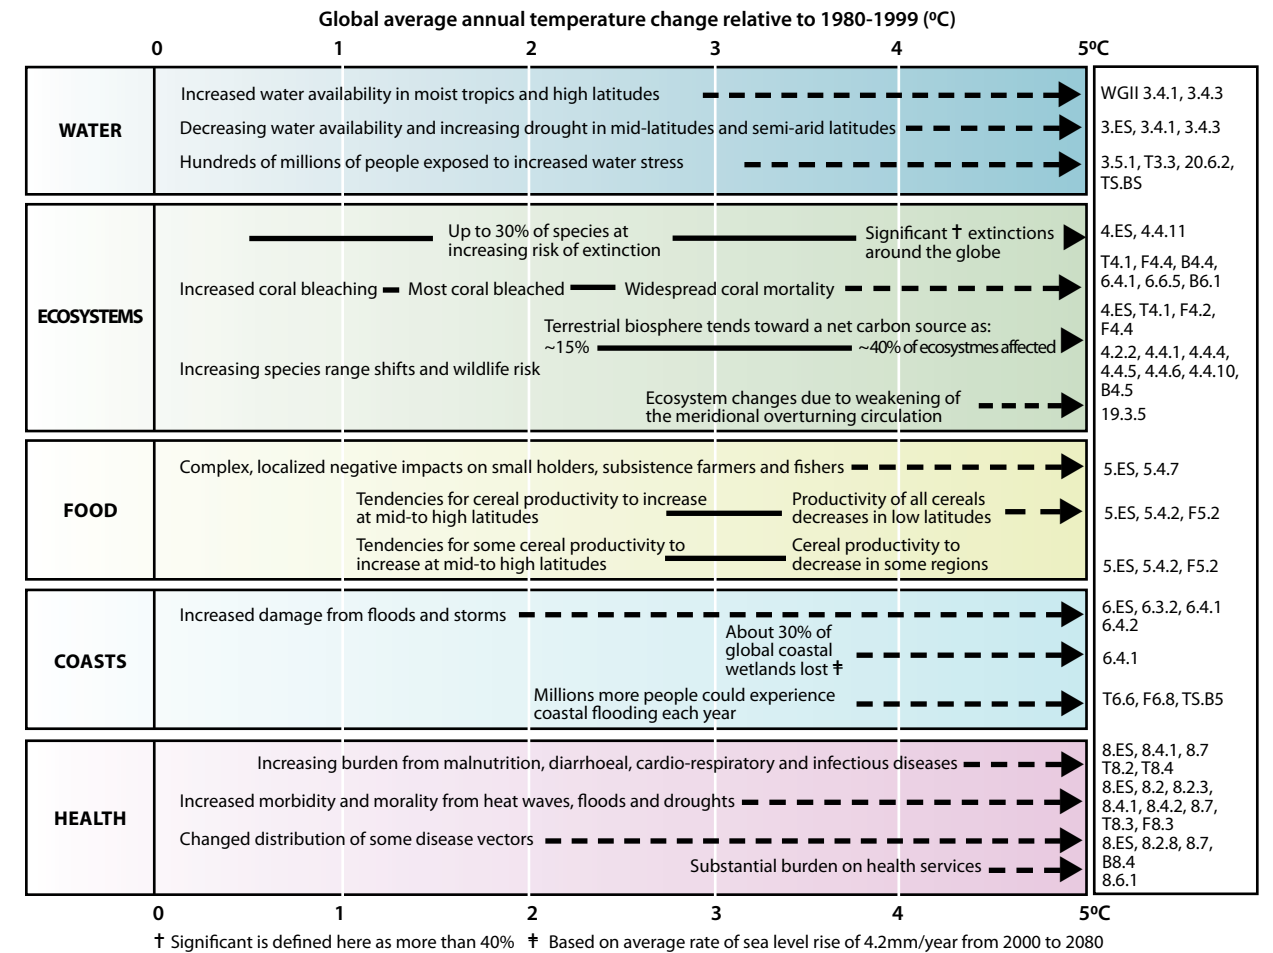 Global average annual temperature change relative to 1980-1999 (ºC)
0 1 2 3 4 5ºC
WATER
Increased water availability in moist tropics and high latitudes
WGII 3.4.1, 3.4.3
Decreasing water availability and increasing drought in mid-latitudes and semi-arid latitudes
3.ES, 3.4.1, 3.4.3
Hundreds of millions of people exposed to increased water stress
3.5.1, T3.3, 20.6.2,
TS.BS
ECOSYSTEMS
Up to 30% of species at
increasing risk of extinction
Significant † extinctions
around the globe
4.ES, 4.4.11
Increased coral bleaching Most coral bleached Widespread coral mortality
T4.1, F4.4, B4.4,
6.4.1, 6.6.5, B6.1
Terrestrial biosphere tends toward a net carbon source as:
~15% ~40% of ecosystmes affected
4.ES, T4.1, F4.2,
F4.4
Increasing species range shifts and wildlife risk
4.2.2, 4.4.1, 4.4.4,
4.4.5, 4.4.6, 4.4.10,
B4.5
Ecosystem changes due to weakening of
the meridional overturning circulation
19.3.5
FOOD
Complex, localized negative impacts on small holders, subsistence farmers and fishers
5.ES, 5.4.7
Tendencies for cereal productivity to increase
at mid-to high latitudes
Productivity of all cereals
decreases in low latitudes
5.ES, 5.4.2, F5.2
Tendencies for some cereal productivity to
increase at mid-to high latitudes
Cereal productivity to
decrease in some regions
5.ES, 5.4.2, F5.2
COASTS
Increased damage from floods and storms
6.ES, 6.3.2, 6.4.1
6.4.2
About 30% of
global coastal
wetlands lost ‡
6.4.1
Millions more people could experience
coastal flooding each year
T6.6, F6.8, TS.B5
HEALTH
Increasing burden from malnutrition, diarrhoeal, cardio-respiratory and infectious diseases
8.ES, 8.4.1, 8.7
T8.2, T8.4
Increased morbidity and morality from heat waves, floods and droughts
8.ES, 8.2, 8.2.3,
8.4.1, 8.4.2, 8.7,
T8.3, F8.3
Changed distribution of some disease vectors
8.ES, 8.2.8, 8.7,
B8.4
Substantial burden on health services
8.6.1
0 1 2 3 4 5ºC
† Significant is defined here as more than 40% ‡ Based on average rate of sea level rise of 4.2mm/year from 2000 to 2080